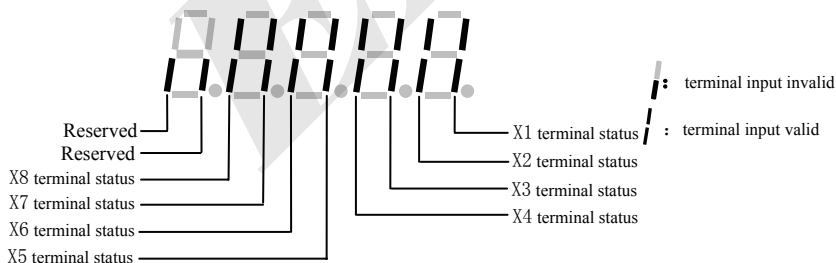 Reserved
Reserved
X8 terminal status
X7 terminal status
X6 terminal status
X5 terminal status
X1 terminal status
X2 terminal status
X3 terminal status
X4 terminal status
: terminal input invalid
: terminal input valid